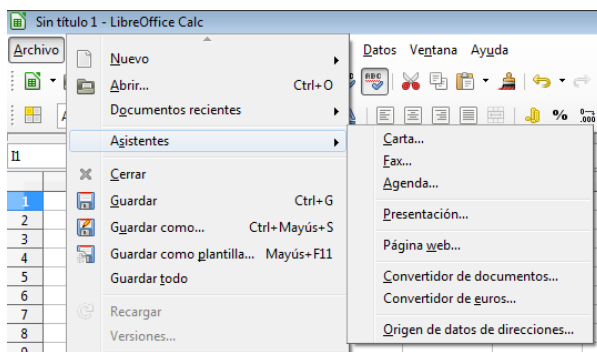 Sin título 1 - LibreOffice Calc
Archivo Datos Ventana Ayuda
Nuevo
Abrir... Ctrl+O
Documentos recientes
Asistentes
Cerrar
Guardar Ctrl+G
Guardar como... Ctrl+Mayús+S
Guardar como plantilla... Mayús+F11
Guardar todo
Recargar
Versiones...
Carta...
Fax...
Agenda...
Presentación...
Página web...
Convertidor de documentos...
Convertidor de euros...
Origen de datos de direcciones...
ABC
%
.000
I1
1
2
3
4
5
6
7
8